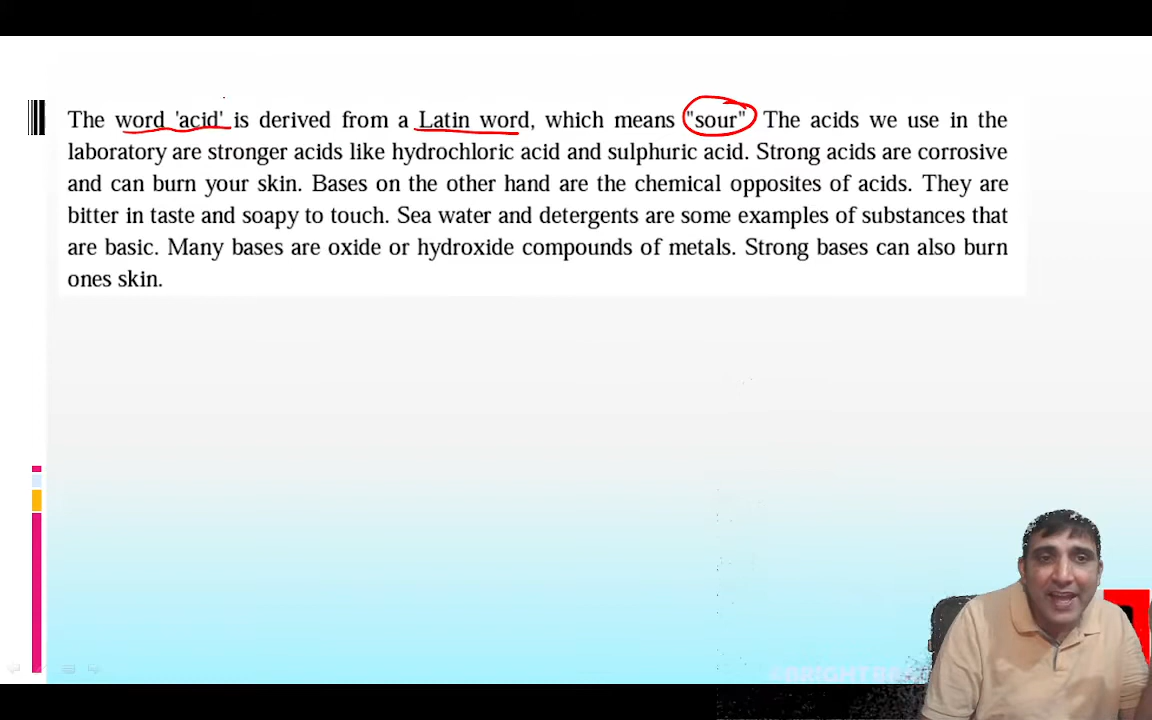 The word 'acid' is derived from a Latin word, which means "sour" The acids we use in the
laboratory are stronger acids like hydrochloric acid and sulphuric acid. Strong acids are corrosive
and can burn your skin. Bases on the other hand are the chemical opposites of acids. They are
bitter in taste and soapy to touch. Sea water and detergents are some examples of substances that
are basic. Many bases are oxide or hydroxide compounds of metals. Strong bases can also burn
ones skin.